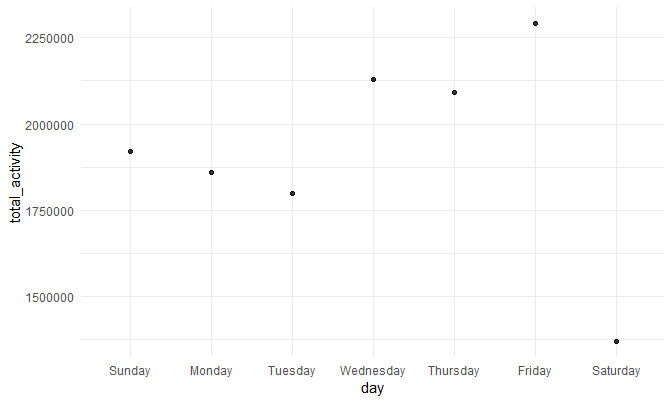 2250000
2000000
1750000
1500000
total_activity
Sunday Monday Tuesday Wednesday Thursday Friday Saturday
day